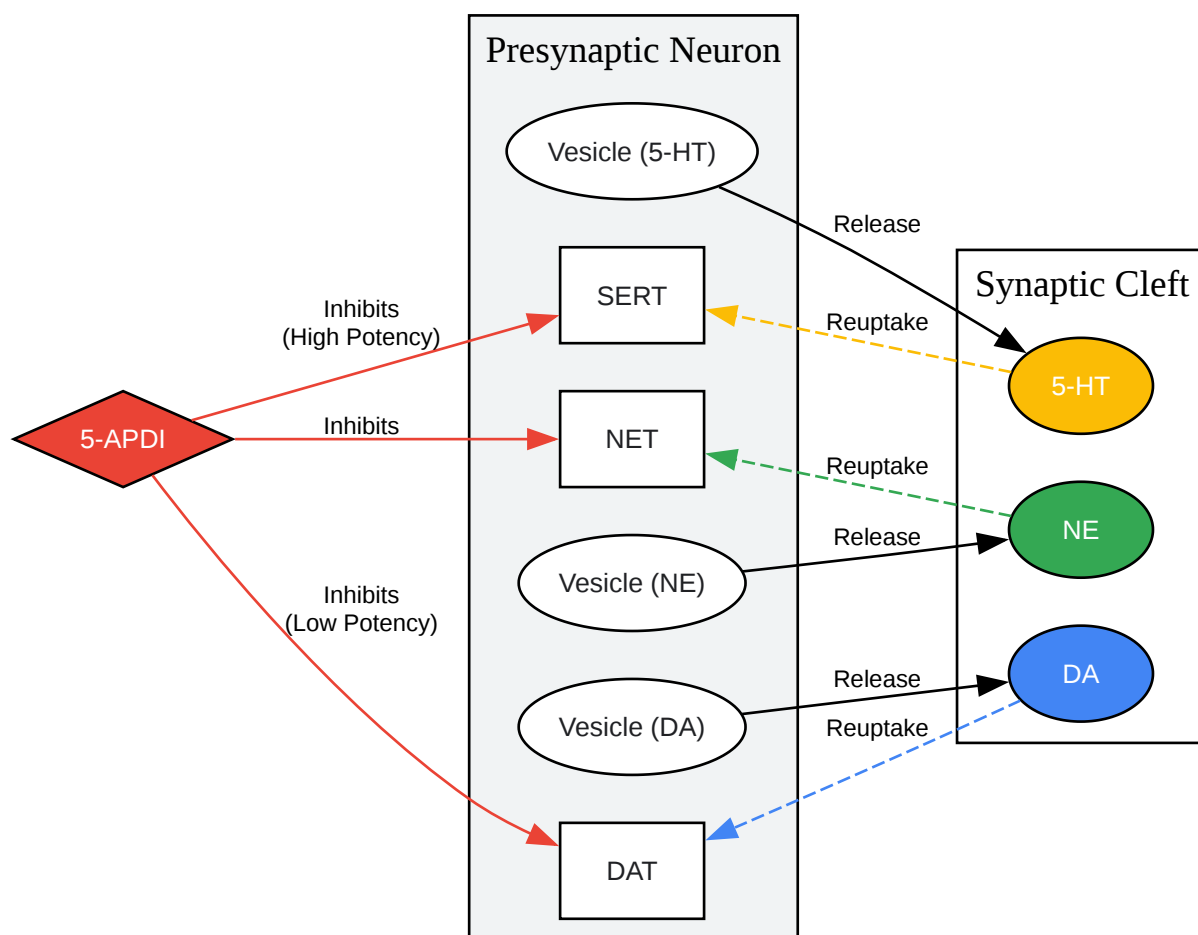 Presynaptic Neuron
Vesicle (5-HT)
Release
Synaptic Cleft
SERT
Inhibits
(High Potency)
Reuptake
5-HT
5-APDI
Inhibits
NET
Reuptake
NE
Release
Vesicle (NE)
Inhibits
(Low Potency)
Release
DA
Vesicle (DA)
Reuptake
DAT